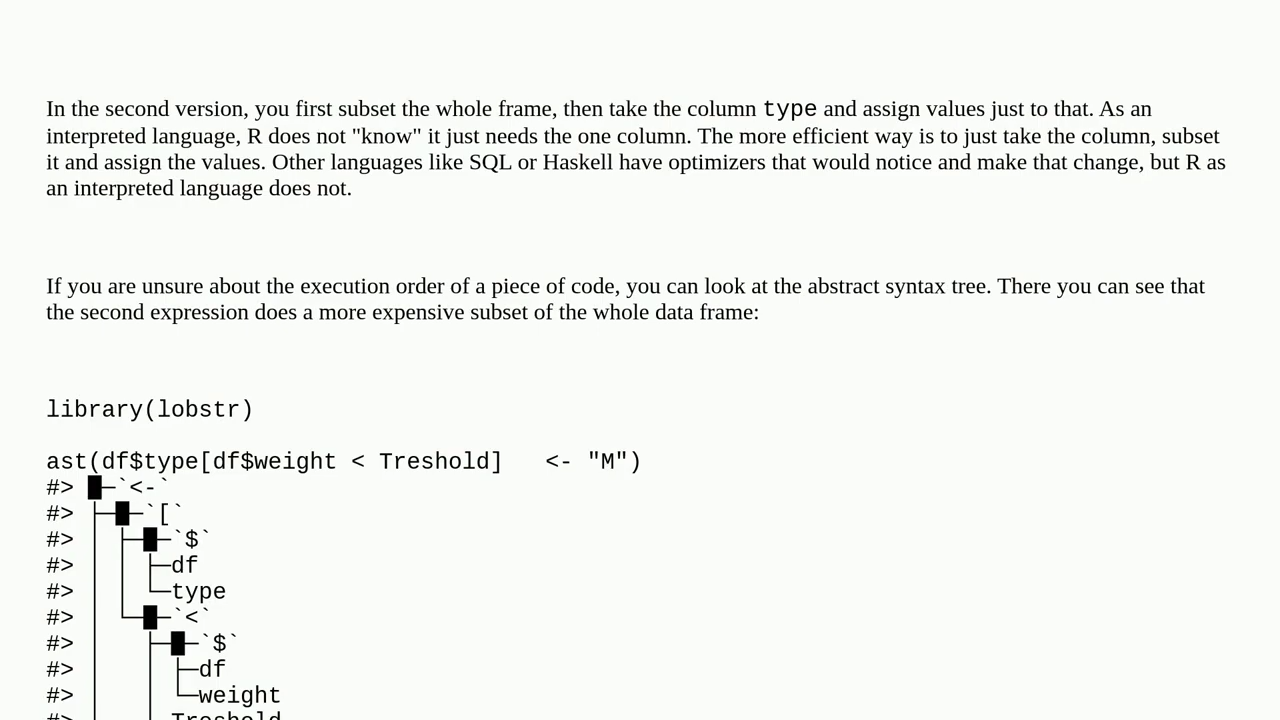 In the second version, you first subset the whole frame, then take the column type and assign values just to that. As an
interpreted language, R does not "know" it just needs the one column. The more efficient way is to just take the column, subset
it and assign the values. Other languages like SQL or Haskell have optimizers that would notice and make that change, but R as
an interpreted language does not.
If you are unsure about the execution order of a piece of code, you can look at the abstract syntax tree. There you can see that
the second expression does a more expensive subset of the whole data frame:
library(lobstr)
ast(df$type[df$weight < Treshold]   <- "M")
#> █─`<-`
#> ├─█─`[`
#> │ ├─█─`$`
#> │ │ ├─df
#> │ │ └─type
#> │ └─█─`<`
#> │   ├─█─`$`
#> │   │ ├─df
#> │   │ └─weight
#> │   └─Treshold